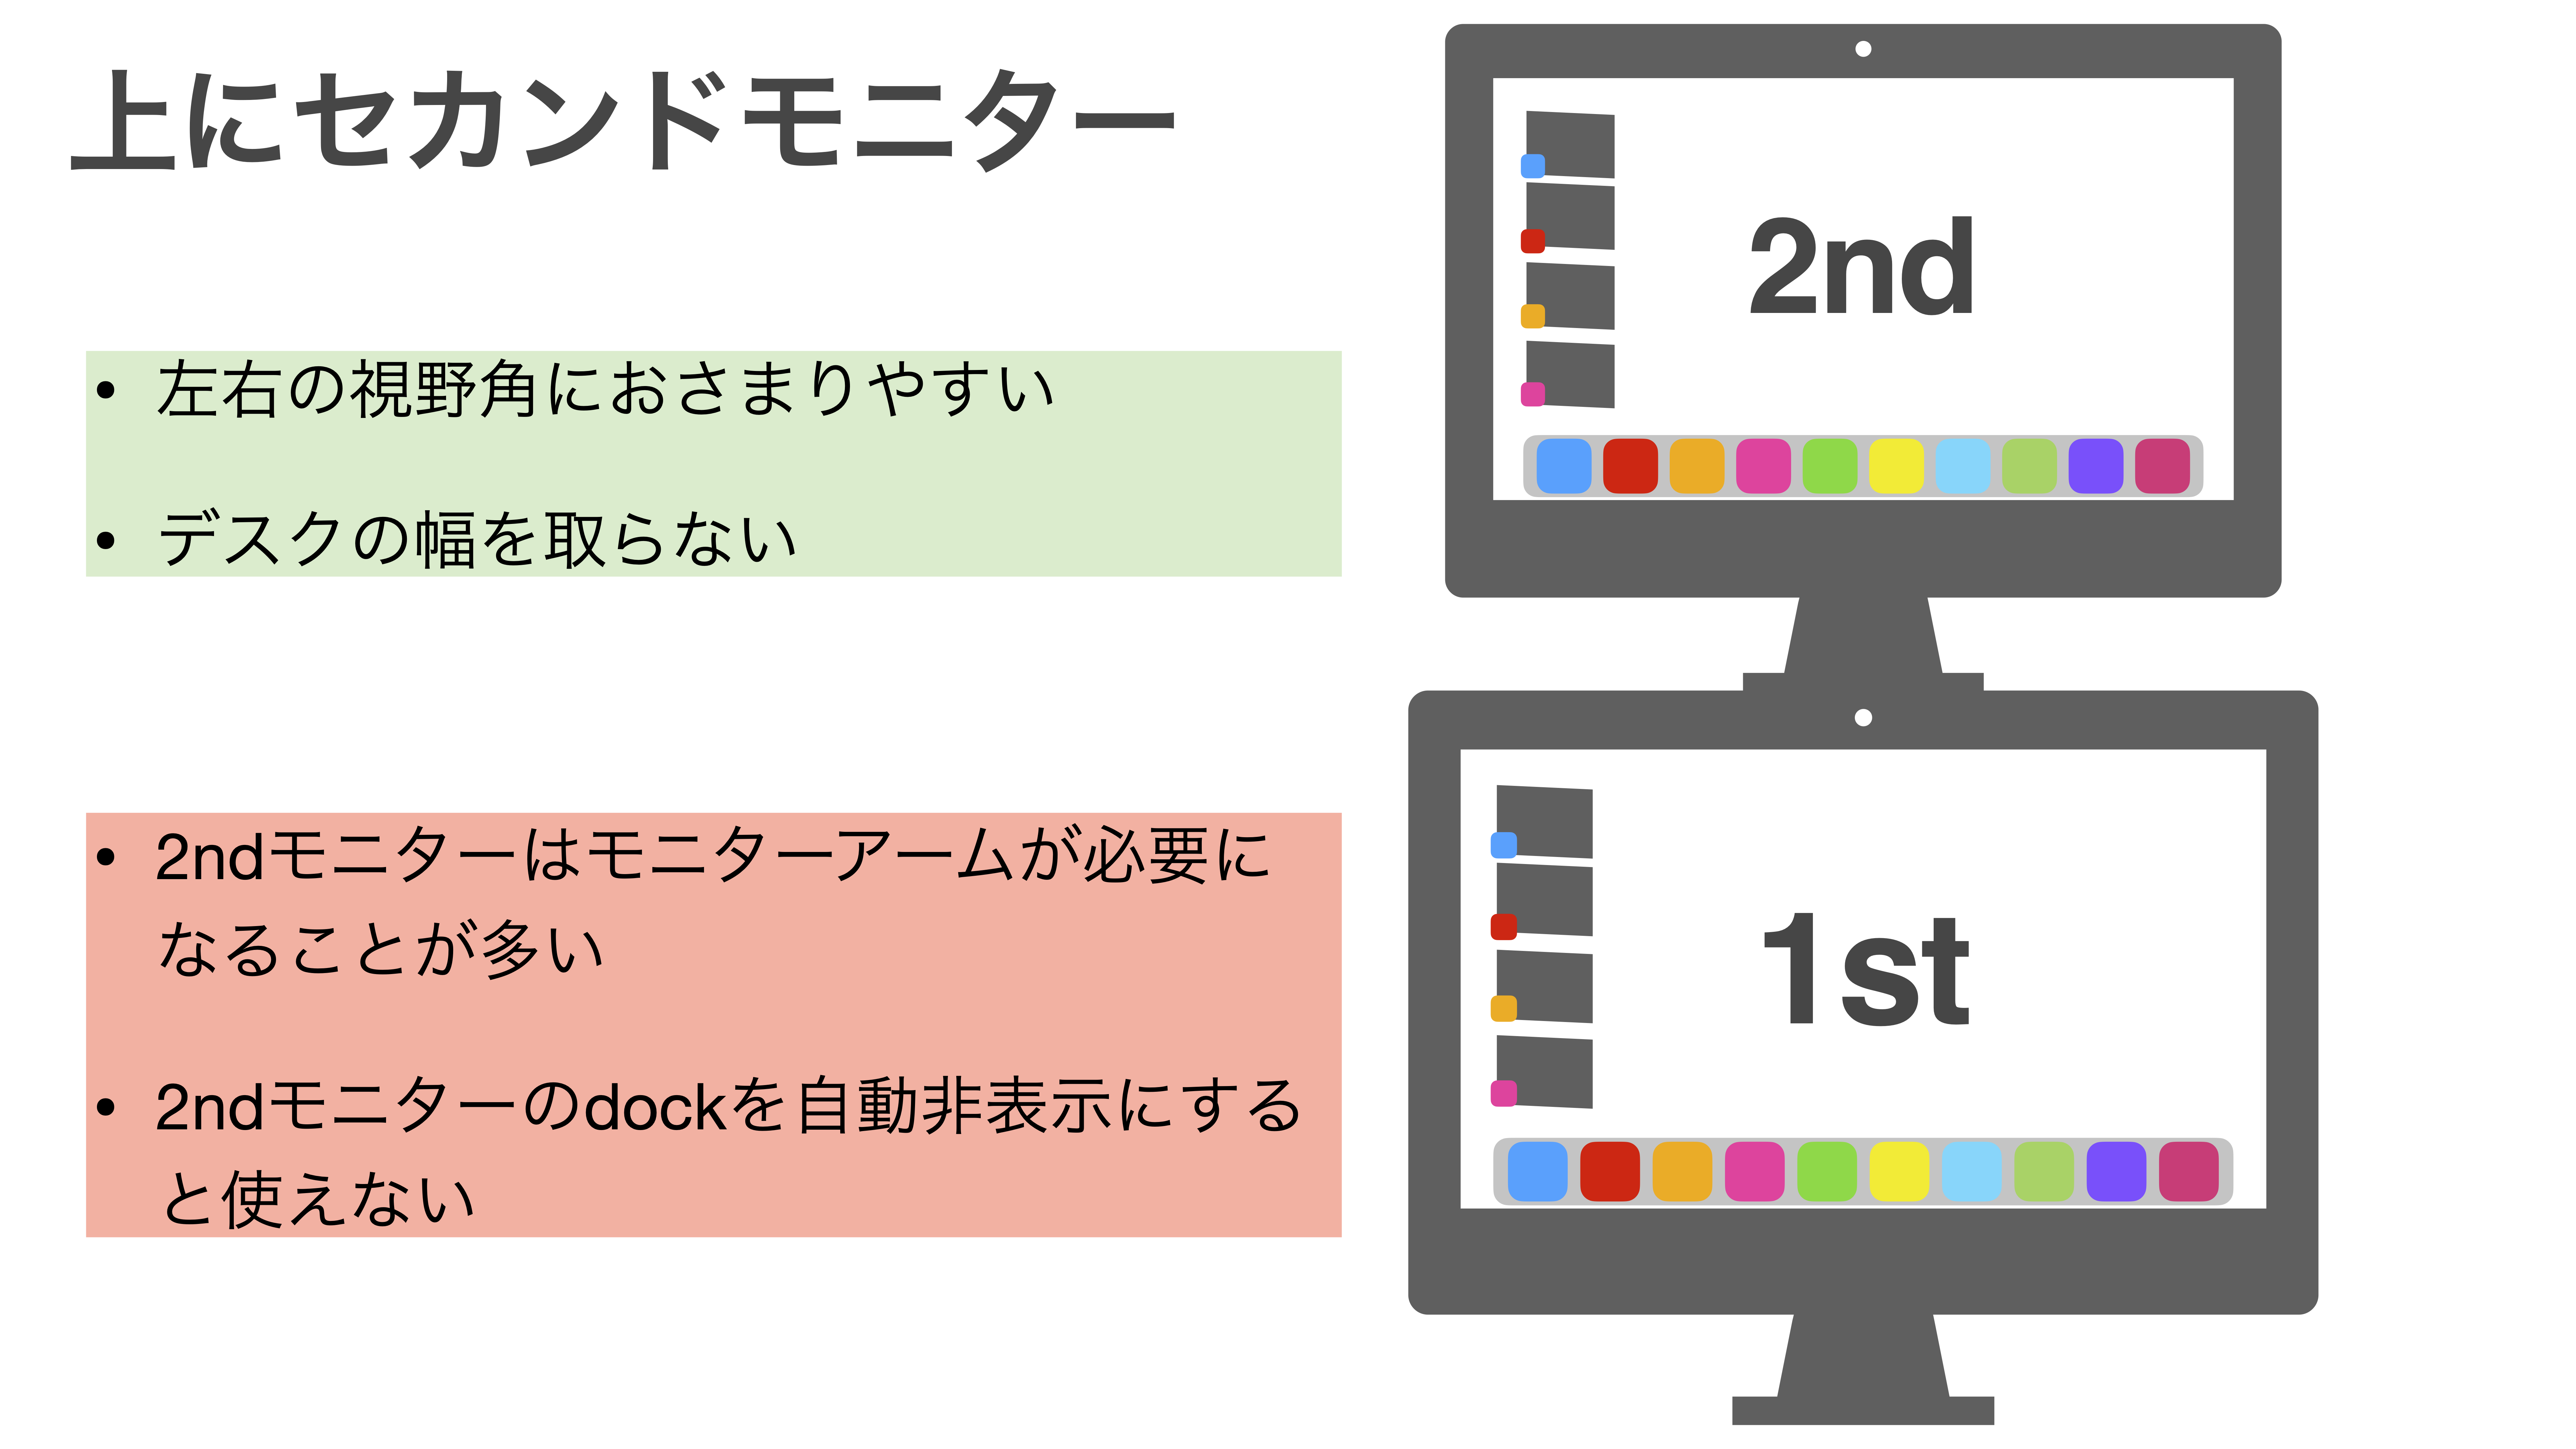 上にセカンドモニター
• 左右の視野角におさまりやすい
• デスクの幅を取らない
• 2ndモニターはモニターアームが必要に
なることが多い
• 2ndモニターのdockを自動非表示にする
と使えない
2nd
1st